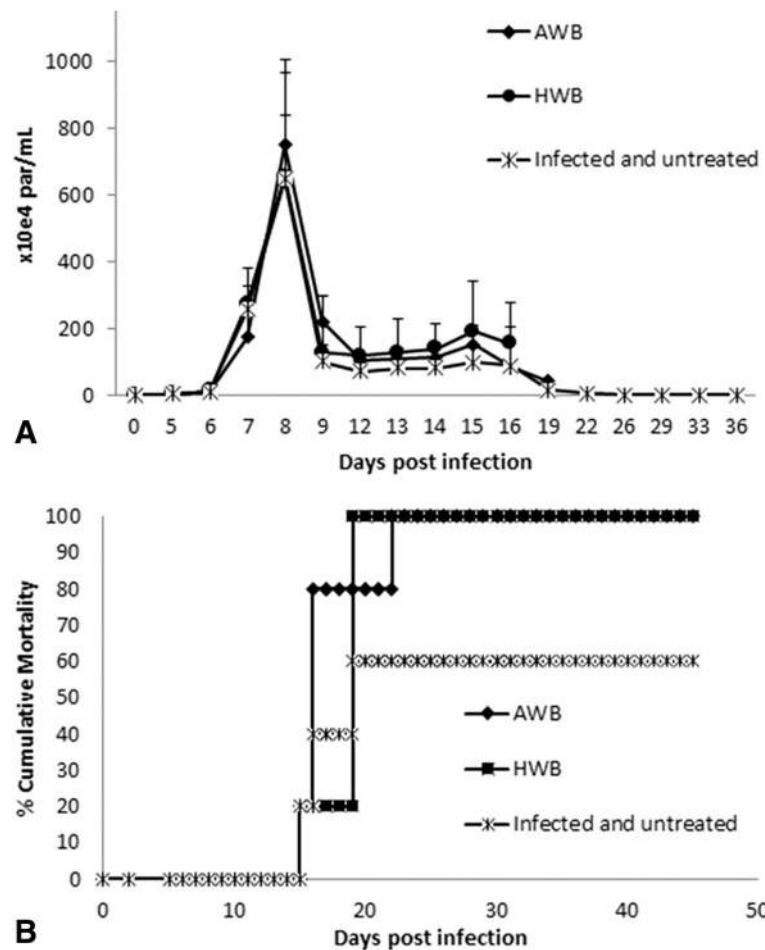 1000
800
600
400
200
0
x10e4 par/mL
AWB
HWB
Infected and untreated
0 5 6 7 8 9 12 13 14 15 16 19 22 26 29 33 36
Days post infection
A
100
90
80
70
60
50
40
30
20
10
0
% Cumulative Mortality
AWB
HWB
Infected and untreated
0 10 20 30 40 50
Days post infection
B